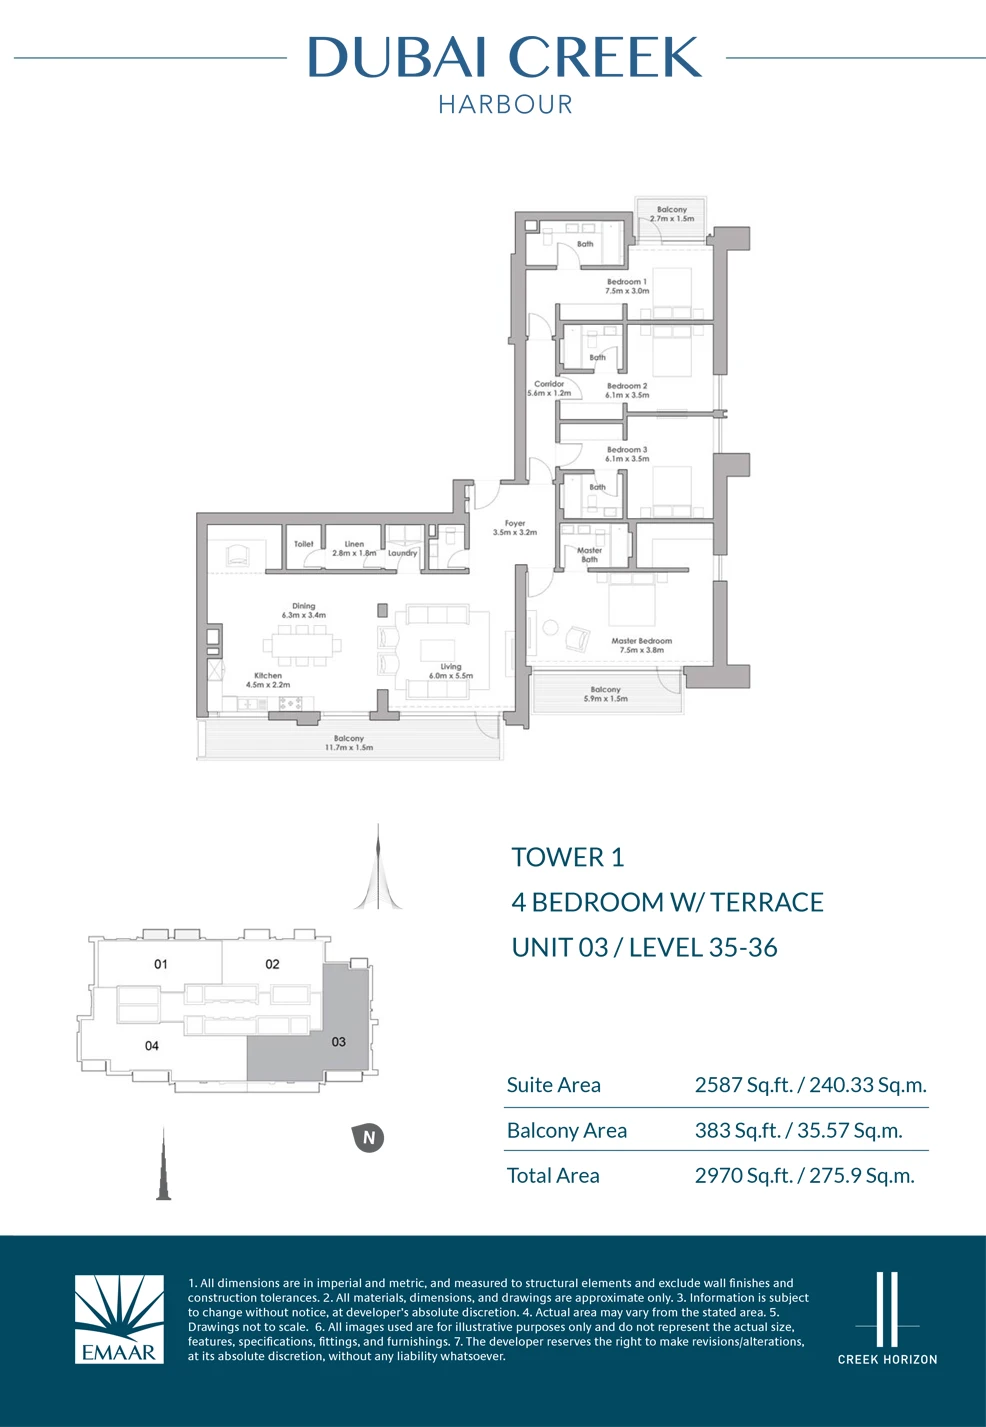 DUBAI CREEK
HARBOUR
Balcony
2.7m x 1.5m
Bath
Bedroom 1
7.5m x 3.0m
Bath
Corridor
5.6m x 1.2m
Bedroom 2
6.1m x 3.5m
Bedroom 3
6.1m x 3.5m
Bath
Foyer
3.5m x 3.2m
Toilet
Linen
2.8m x 1.8m
Laundry
Master
Bath
Dining
6.3m x 3.4m
Master Bedroom
7.5m x 3.8m
Living
6.0m x 5.5m
Kitchen
4.5m x 2.2m
Balcony
5.9m x 1.5m
Balcony
11.7m x 1.5m
TOWER 1
4 BEDROOM W/ TERRACE
UNIT 03 / LEVEL 35-36
01
02
03
04
N
Suite Area 2587 Sq.ft. / 240.33 Sq.m.
Balcony Area 383 Sq.ft. / 35.57 Sq.m.
Total Area 2970 Sq.ft. / 275.9 Sq.m.
EMAAR
1. All dimensions are in imperial and metric, and measured to structural elements and exclude wall finishes and
construction tolerances. 2. All materials, dimensions, and drawings are approximate only. 3. Information is subject
to change without notice, at developer's absolute discretion. 4. Actual area may vary from the stated area. 5.
Drawings not to scale. 6. All images used are for illustrative purposes only and do not represent the actual size,
features, specifications, fittings, and furnishings. 7. The developer reserves the right to make revisions/alterations,
at its absolute discretion, without any liability whatsoever.
CREEK HORIZON